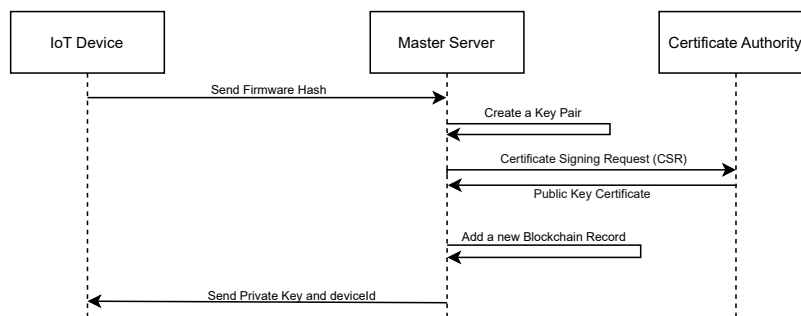 IoT Device
Master Server
Certificate Authority
Send Firmware Hash
Create a Key Pair
Certificate Signing Request (CSR)
Public Key Certificate
Add a new Blockchain Record
Send Private Key and deviceId